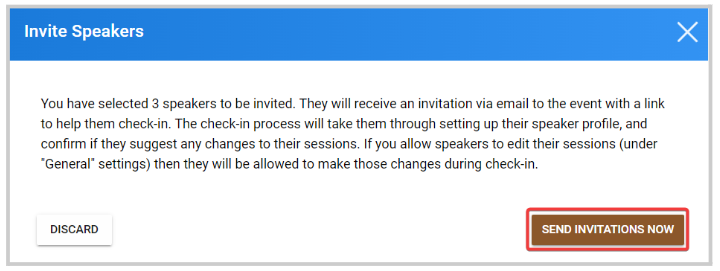 Invite Speakers
You have selected 3 speakers to be invited. They will receive an invitation via email to the event with a link
to help them check-in. The check-in process will take them through setting up their speaker profile, and
confirm if they suggest any changes to their sessions. If you allow speakers to edit their sessions (under
"General" settings) then they will be allowed to make those changes during check-in.
DISCARD
SEND INVITATIONS NOW